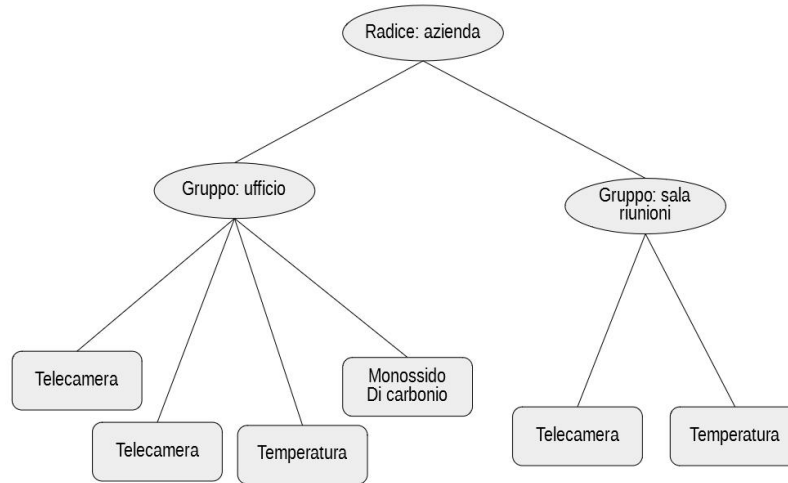 Radice: azienda
Gruppo: ufficio
Gruppo: sala
riunioni
Telecamera
Monossido
Di carbonio
Telecamera
Temperatura
Telecamera
Temperatura